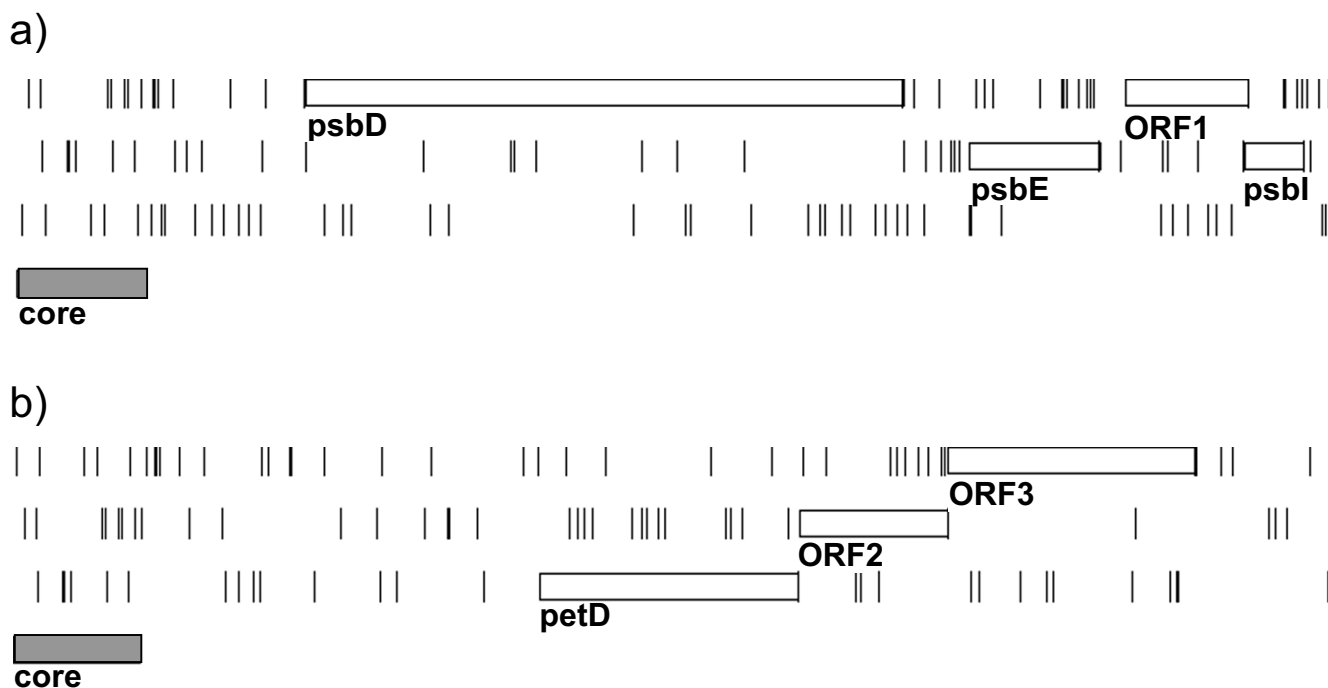 a)
psbD
ORF1
psbE
psbI
core
b)
ORF3
ORF2
petD
core